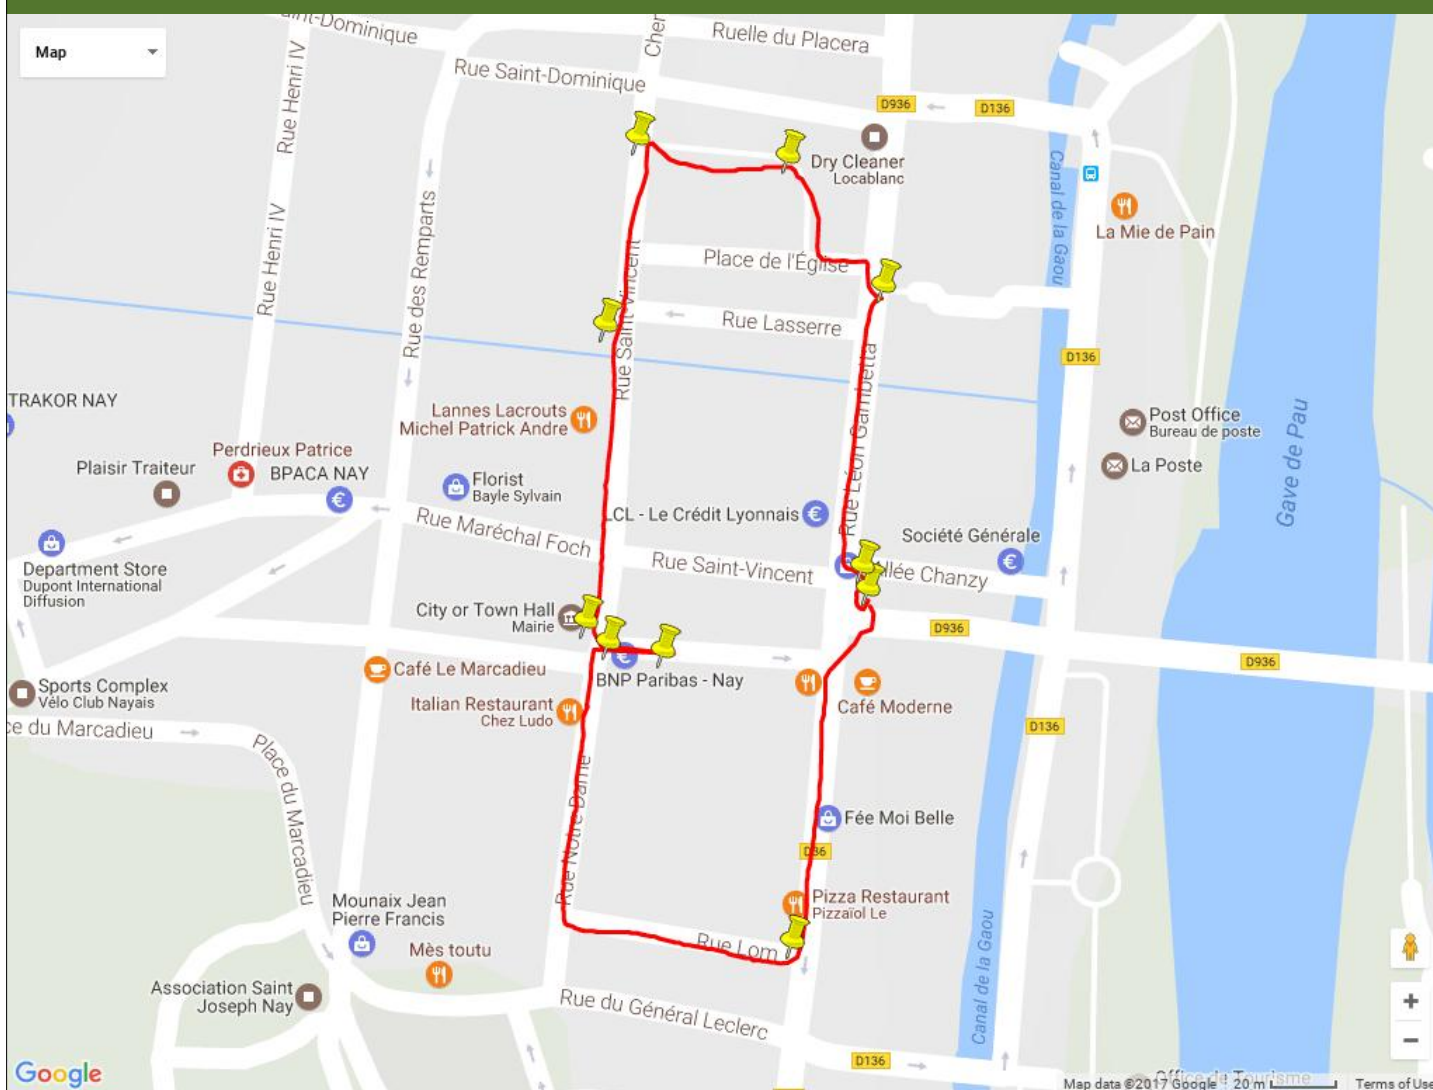 Map
Saint-Dominique
Cher
Ruelle du Placera
Rue Saint-Dominique
Rue Henri IV
D936
D136
Dry Cleaner
Locablanc
Canal de la Gaou
La Mie de Pain
Rue des Remparts
Rue Henri IV
Place de l'Église
Rue Saint-Vincent
Rue Lasserre
D136
Rue Léon Gambetta
TRAKOR NAY
Lannes Lacrouts
Michel Patrick Andre
Post Office
Bureau de poste
Gave de Pau
Perdrieux Patrice
Plaisir Traiteur
BPACA NAY
La Poste
Florist
Bayle Sylvain
LCL - Le Crédit Lyonnais
Rue Maréchal Foch
Société Générale
Department Store
Dupont International
Diffusion
Rue Saint-Vincent
Allée Chanzy
City or Town Hall
Mairie
D936
D936
Café Le Marcadieu
BNP Paribas - Nay
Sports Complex
Vélo Club Nayais
Italian Restaurant
Chez Ludo
Café Moderne
ce du Marcadieu
D136
Place du Marcadieu
Rue Notre Dame
Fée Moi Belle
D36
Mounaix Jean
Pierre Francis
Pizza Restaurant
Pizzaïol Le
Mès toutu
Rue Lom
Canal de la Gaou
Association Saint
Joseph Nay
Rue du Général Leclerc
D136
Office de Tourisme
Google
Map data ©2017 Google
20 m
Terms of Use